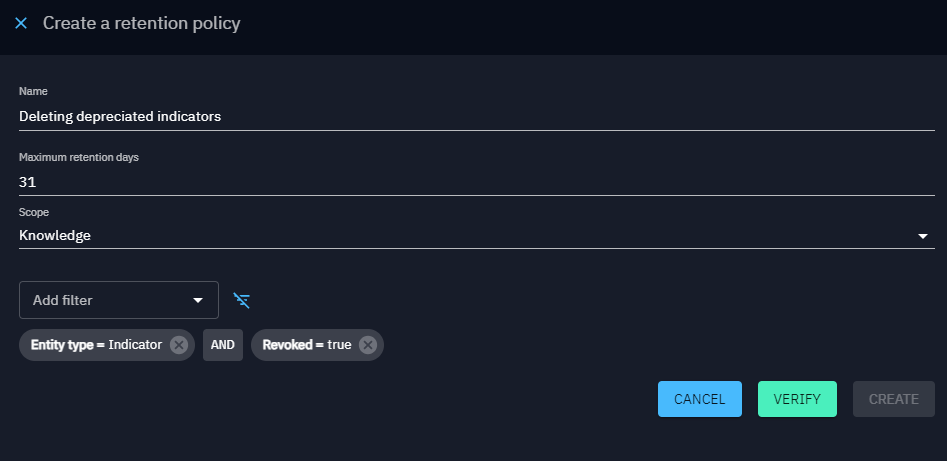 Create a retention policy
Name
Deleting depreciated indicators
Maximum retention days
31
Scope
Knowledge
Add filter
Entity type = Indicator AND Revoked = true
CANCEL VERIFY CREATE